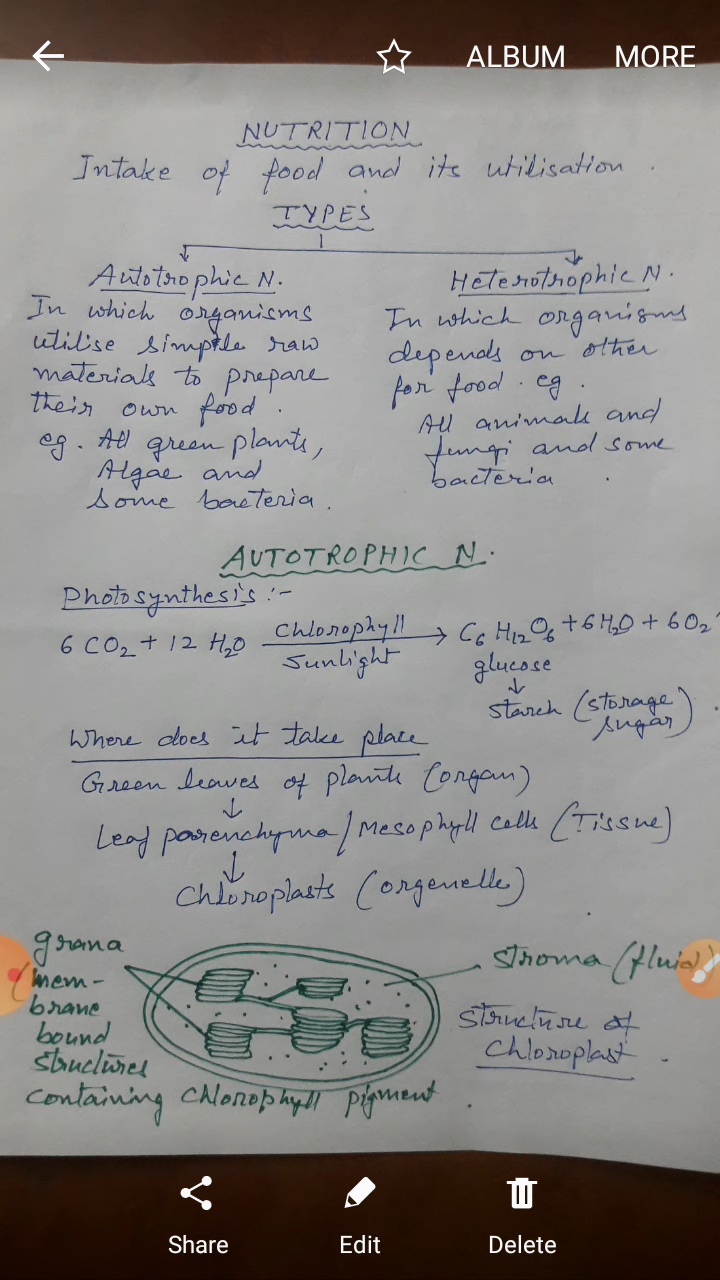 ALBUM MORE
NUTRITION
Intake of food and its utilisation.
TYPES
Autotrophic N.
In which organisms
utilise simple raw
materials to prepare
their own food.
eg. All green plants,
Algae and
Some bacteria.
Heterotrophic N.
In which organisms
depends on other
for food. eg.
All animals and
fungi and some
bacteria.
AUTOTROPHIC N.
Photosynthesis :-
6 CO2 + 12 H2O Chlorophyll Sunlight → C6 H12 O6 + 6H2O + 6O2
glucose
↓
Starch (storage
sugar).
Where does it take place
Green leaves of plants (organ)
↓
Leaf parenchyma/Mesophyll cells (Tissue)
↓
Chloroplasts (orgenelle)
grana
(mem-
brane
bound
structures
containing chlorophyll pigment.
Stroma (fluid)
Structure of
Chloroplast.
Share Edit Delete